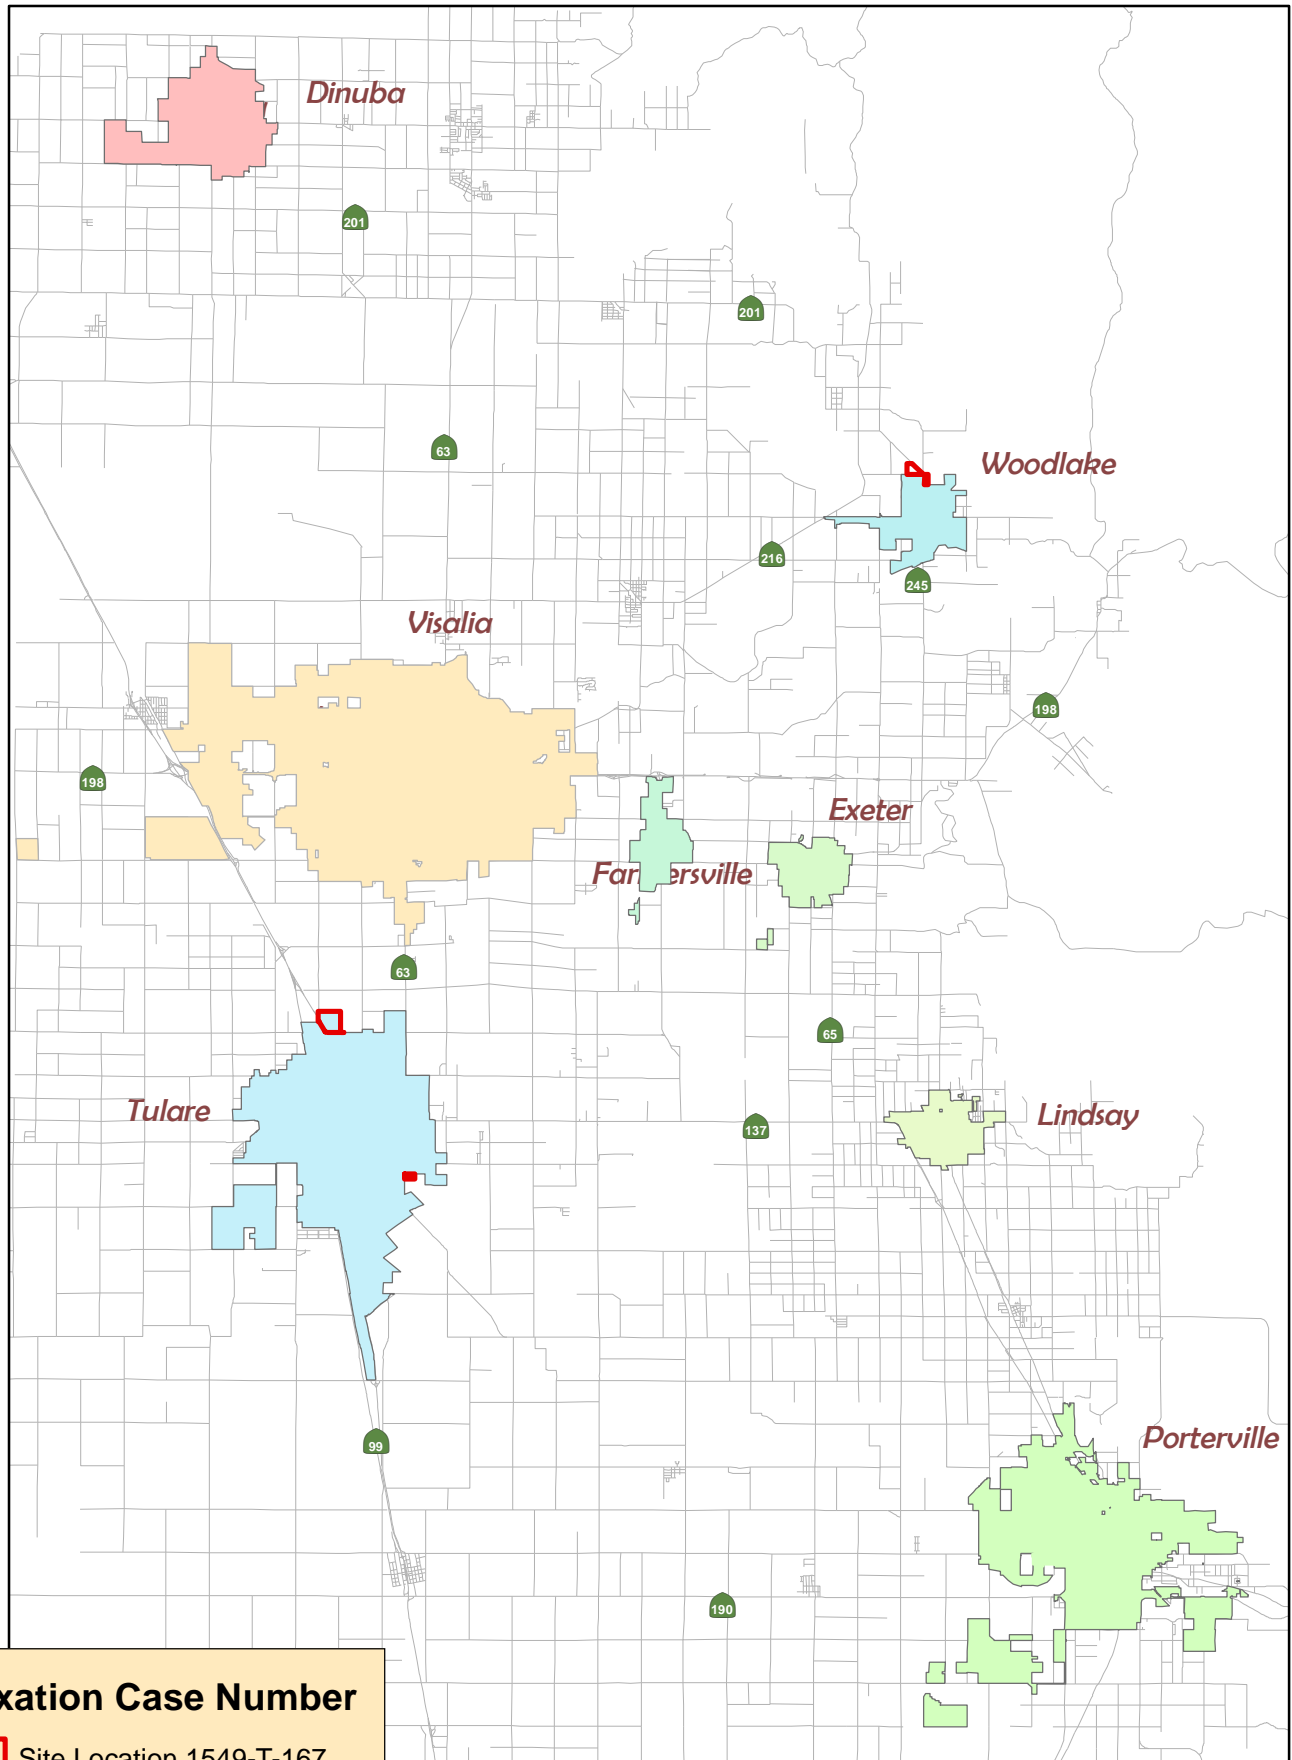 Dinuba
201
201
63
Woodlake
216
245
Visalia
198
198
Exeter
Far ersville
63
65
Tulare
137
Lindsay
99
Porterville
190
xation Case Number
Site Location 1549-T-167